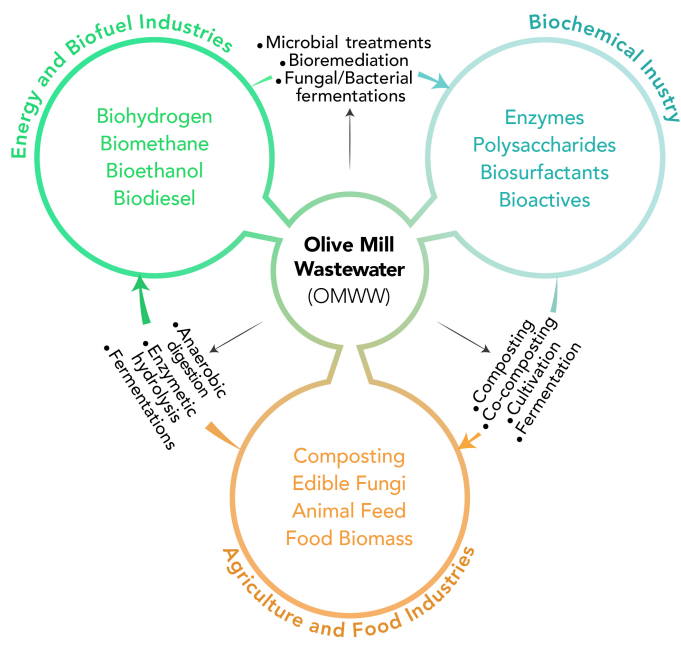 Energy and Biofuel Industries
Biohydrogen
Biomethane
Bioethanol
Biodiesel
•Microbial treatments
•Bioremediation
•Fungal/Bacterial
fermentations
Biochemical Inustry
Enzymes
Polysaccharides
Biosurfactants
Bioactives
Olive Mill
Wastewater
(OMWW)
•Anaerobic
digestion
•Enzymetic
hydrolysis
•Fermentations
•Composting
•Co-composting
•Cultivation
•Fermentation
Composting
Edible Fungi
Animal Feed
Food Biomass
Agriculture and Food Industries